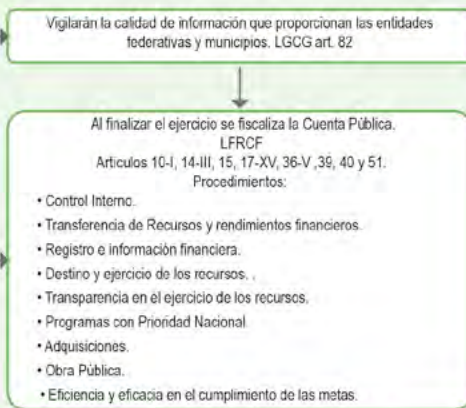 Vigilarán la calidad de información que proporcionan las entidades
federativas y municipios. LGCG art. 82
Al finalizar el ejercicio se fiscaliza la Cuenta Pública.
LFRCF
Articulos 10-I, 14-III, 15, 17-XV, 36-V ,39, 40 y 51.
Procedimientos:
• Control Interno.
• Transferencia de Recursos y rendimientos financieros.
• Registro e información financiera.
• Destino y ejercicio de los recursos. .
• Transparencia en el ejercicio de los recursos.
• Programas con Prioridad Nacional
• Adquisiciones.
• Obra Pública.
• Eficiencia y eficacia en el cumplimiento de las metas.